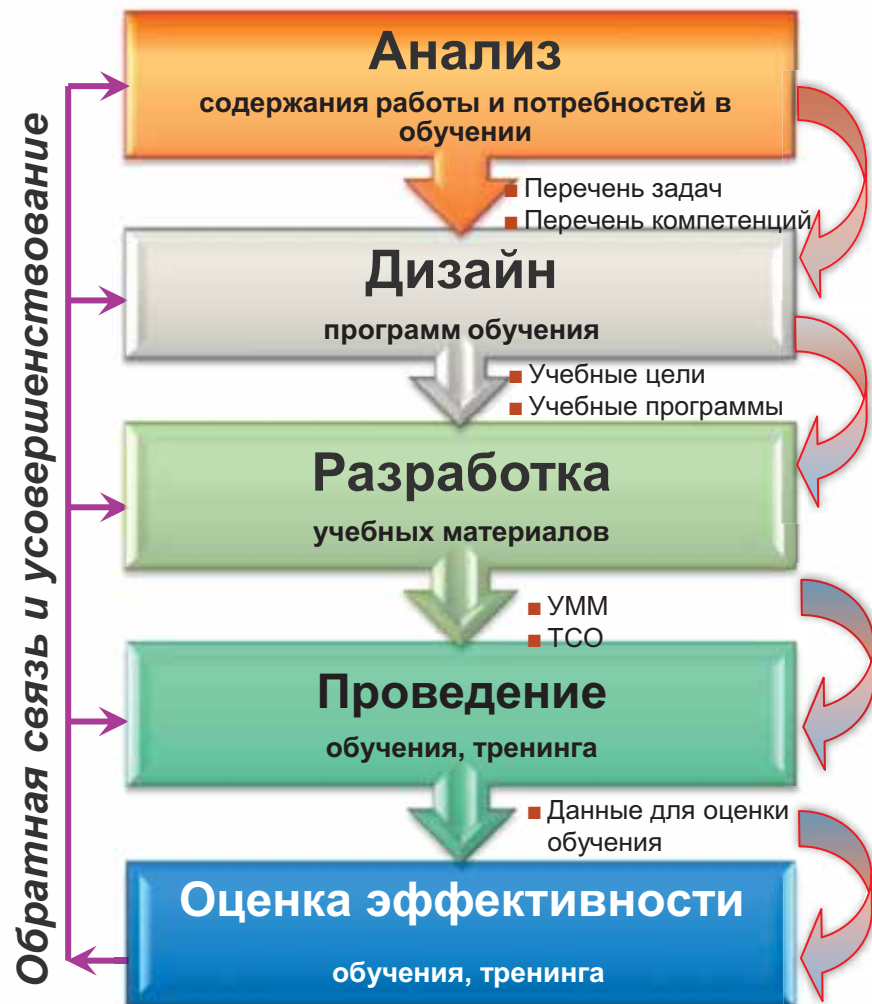 Обратная связь и усовершенствование
Анализ
содержания работы и потребностей в
обучении
Перечень задач
Перечень компетенций
Дизайн
программ обучения
Учебные цели
Учебные программы
Разработка
учебных материалов
УММ
ТСО
Проведение
обучения, тренинга
Данные для оценки
обучения
Оценка эффективности
обучения, тренинга